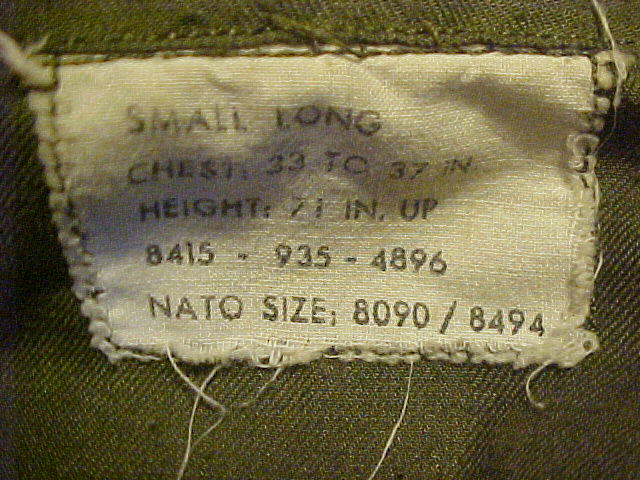 SMALL LONG
CHEST: 33 TO 37 IN.
HEIGHT: 71 IN. UP
8415 - 935 - 4896
NATO SIZE: 8090 / 8494